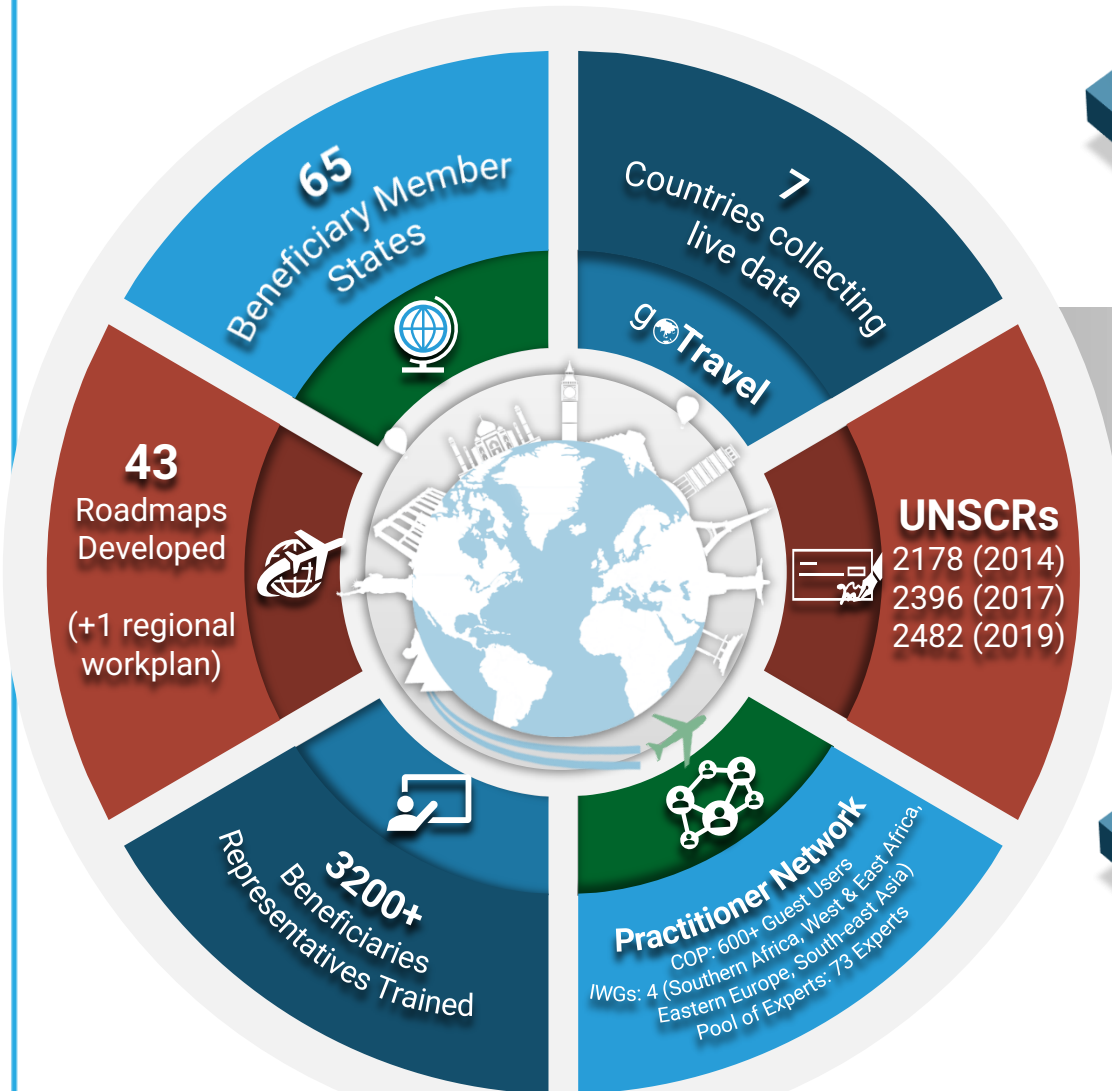 65
Beneficiary Member
States
7
Countries collecting
live data
goTravel
43
Roadmaps
Developed
(+1 regional
workplan)
UNSCRs
2178 (2014)
2396 (2017)
2482 (2019)
3200+
Beneficiaries
Representatives Trained
Practitioner Network
COP: 600+ Guest Users
IWGs: 4 (Southern Africa, West & East Africa,
Eastern Europe, South-east Asia)
Pool of Experts: 73 Experts